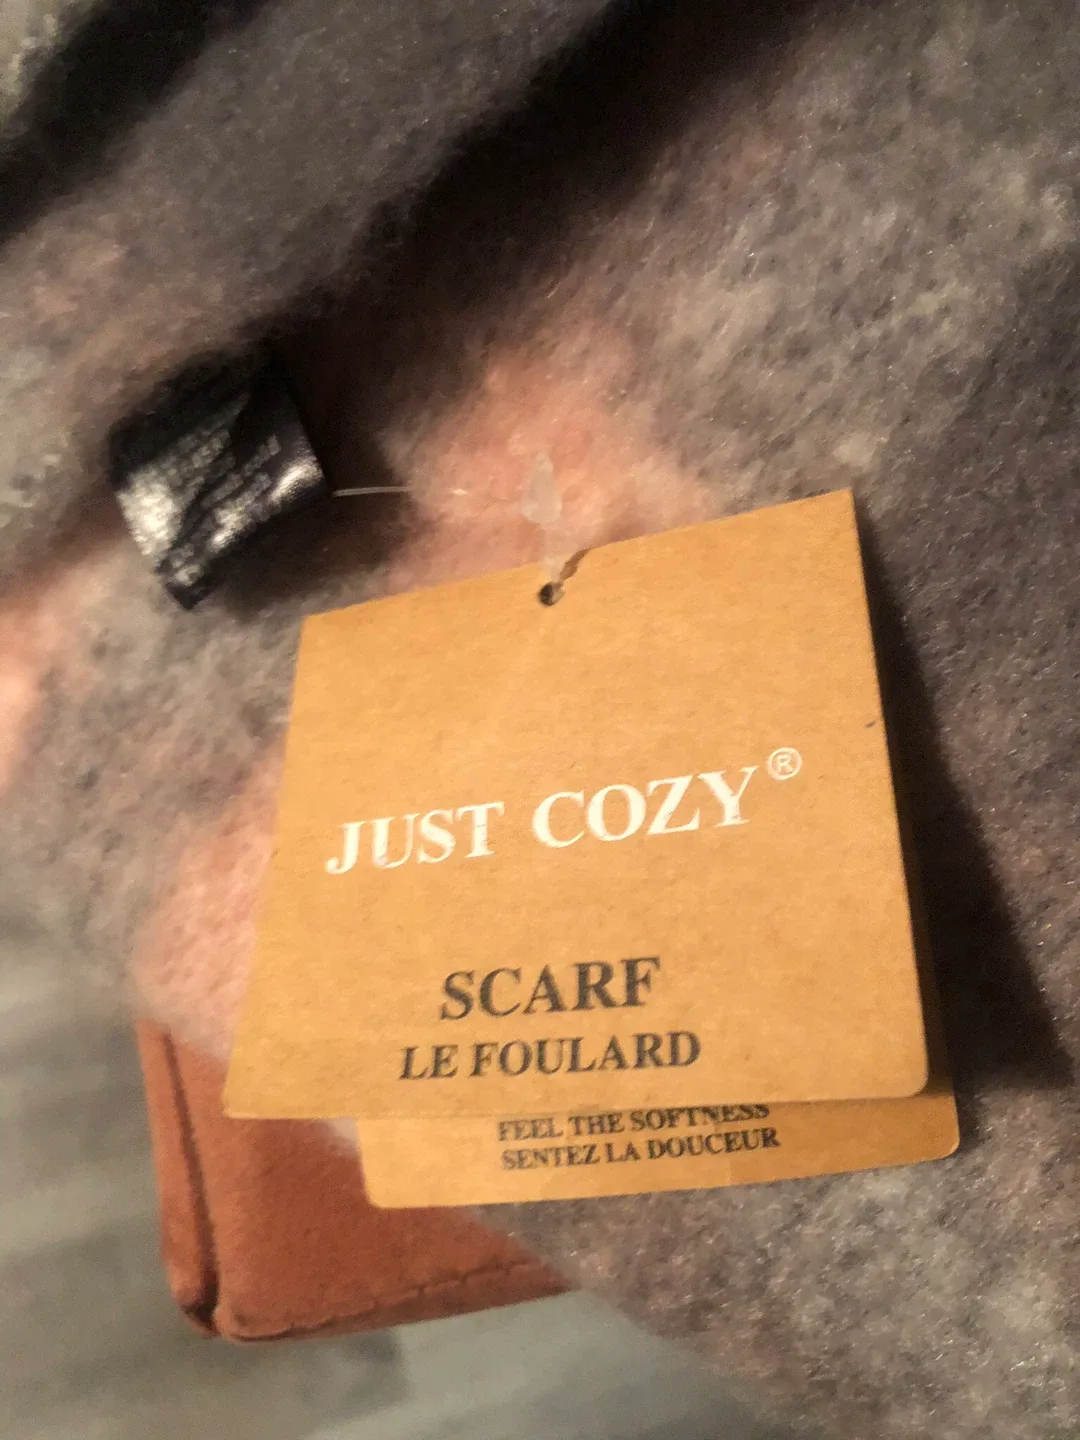 JUST COZY®
SCARF
LE FOULARD
FEEL THE SOFTNESS
SENTEZ LA DOUCEUR